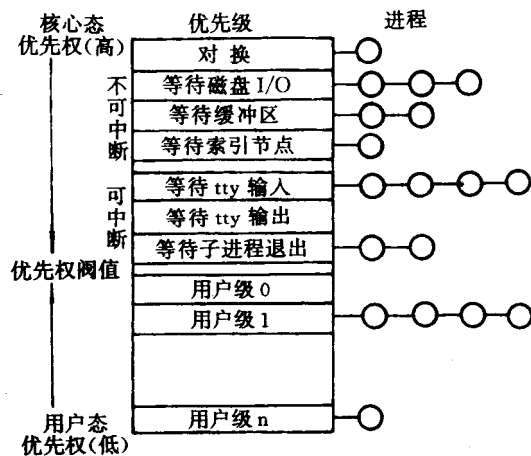 核心态 优先级 进程
优先权(高)
对 换
不可中断
等待磁盘 I/O
等待缓冲区
等待索引节点
可中断
等待 tty 输入
等待 tty 输出
等待子进程退出
优先权阀值
用户级 0
用户级 1
用户态
用户级 n
优先权(低)